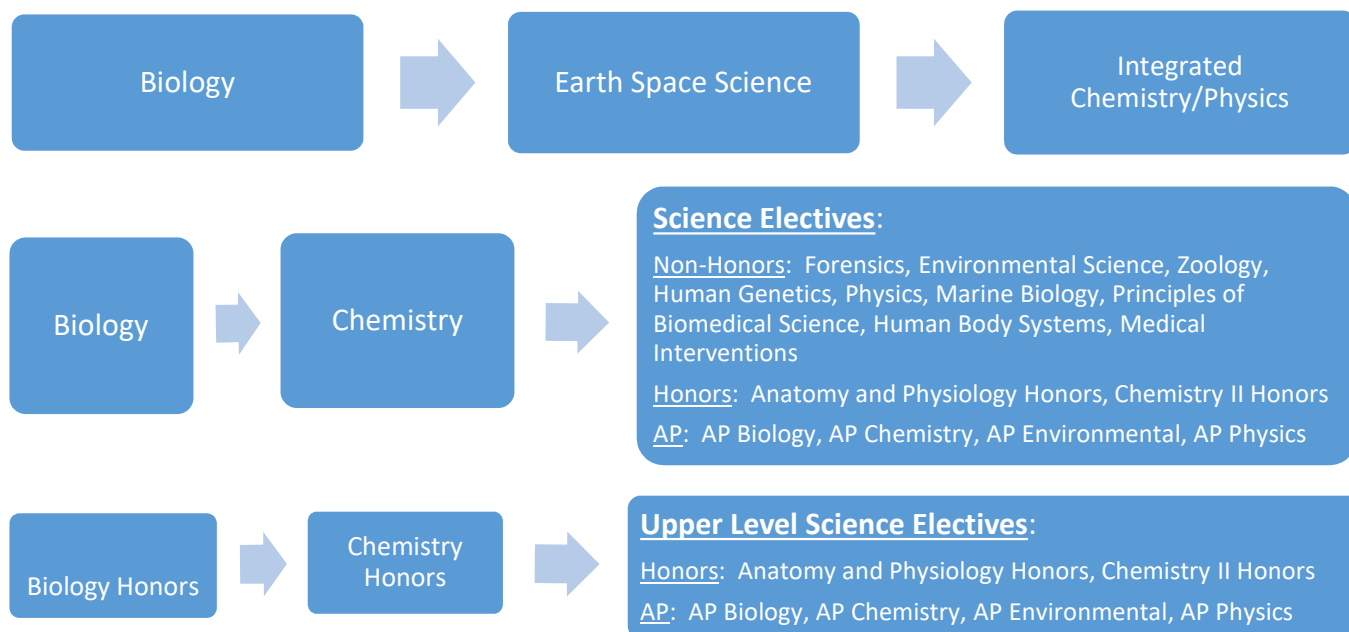 Biology
Earth Space Science
Integrated
Chemistry/Physics
Biology
Chemistry
Science Electives:
Non-Honors: Forensics, Environmental Science, Zoology,
Human Genetics, Physics, Marine Biology, Principles of
Biomedical Science, Human Body Systems, Medical
Interventions
Honors: Anatomy and Physiology Honors, Chemistry II Honors
AP: AP Biology, AP Chemistry, AP Environmental, AP Physics
Biology Honors
Chemistry
Honors
Upper Level Science Electives:
Honors: Anatomy and Physiology Honors, Chemistry II Honors
AP: AP Biology, AP Chemistry, AP Environmental, AP Physics